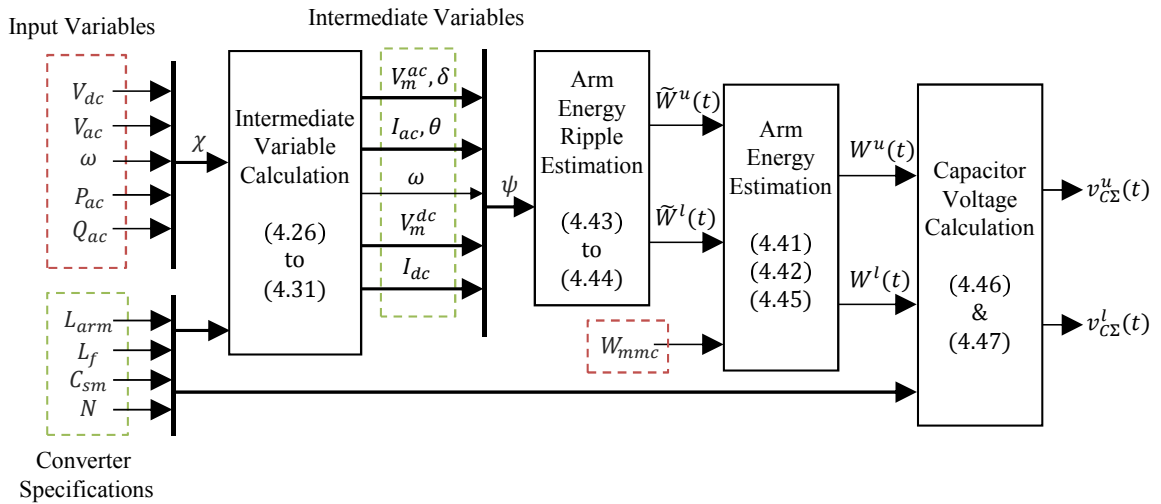 Input Variables
V_dc
V_ac
ω
P_ac
Q_ac
χ
L_arm
L_f
C_sm
N
Converter
Specifications
Intermediate
Variable
Calculation
(4.26)
to
(4.31)
Intermediate Variables
V_m^ac, δ
I_ac, θ
ω
V_m^dc
I_dc
ψ
Arm
Energy
Ripple
Estimation
(4.43)
to
(4.44)
W̃^u(t)
W̃^l(t)
W_mmc
Arm
Energy
Estimation
(4.41)
(4.42)
(4.45)
W^u(t)
W^l(t)
Capacitor
Voltage
Calculation
(4.46)
&
(4.47)
v_CΣ^u(t)
v_CΣ^l(t)